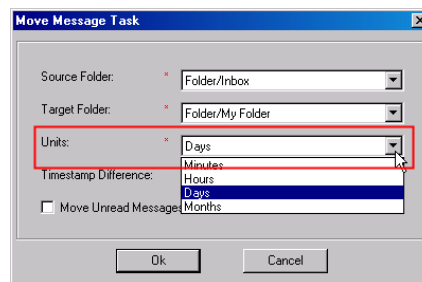 Move Message Task
Source Folder: * Folder/Inbox
Target Folder: * Folder/My Folder
Units: * Days
Minutes
Timestamp Difference: Hours
Days
Move Unread Messages Months
Ok Cancel